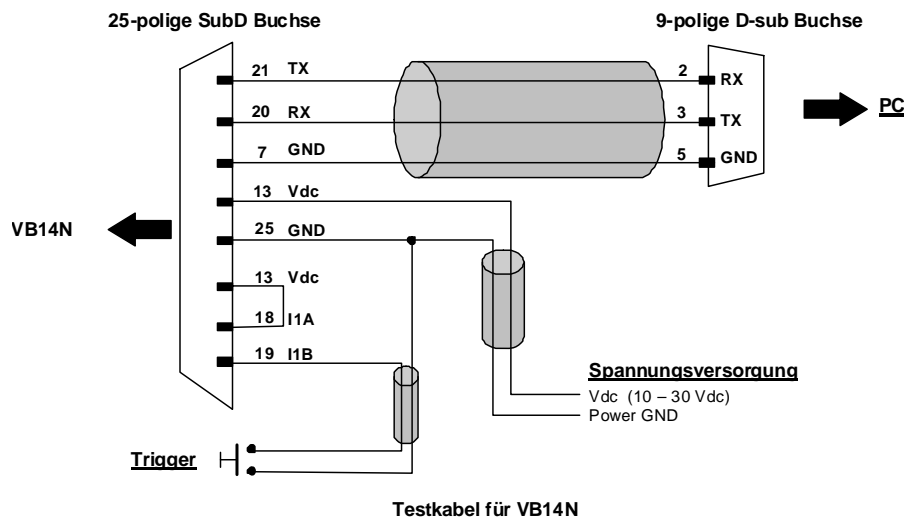 25-polige SubD Buchse
9-polige D-sub Buchse
21 TX
2 RX
20 RX
3 TX
PC
7 GND
5 GND
13 Vdc
VB14N
25 GND
13 Vdc
18 I1A
19 I1B
Spannungsversorgung
Vdc (10 – 30 Vdc)
Power GND
Trigger
Testkabel für VB14N